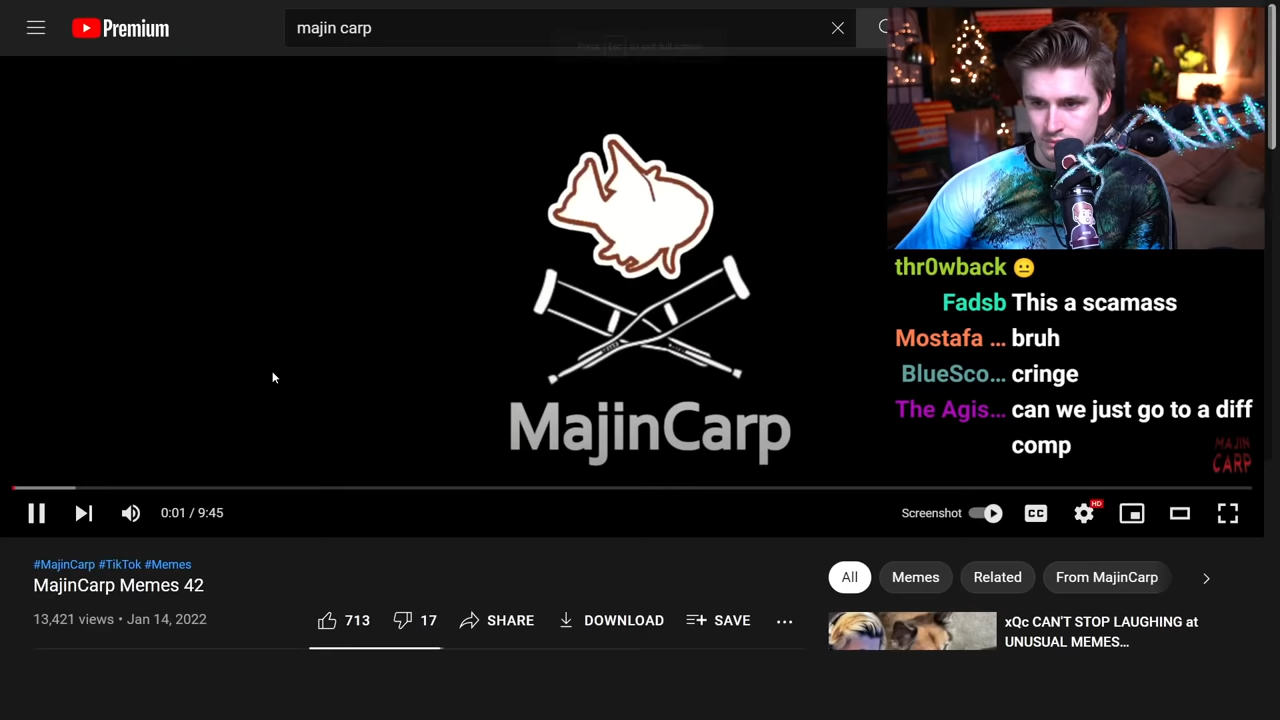 Premium
majin carp
thr0wback 😐
Fadsb This a scamass
Mostafa ... bruh
BlueSco... cringe
The Agis... can we just go to a diff
comp
MAJIN
CARP
MajinCarp
0:01 / 9:45
Screenshot
CC
HD
#MajinCarp #TikTok #Memes
MajinCarp Memes 42
13,421 views • Jan 14, 2022
713
17
SHARE
DOWNLOAD
SAVE
All
Memes
Related
From MajinCarp
xQc CAN'T STOP LAUGHING at
UNUSUAL MEMES...